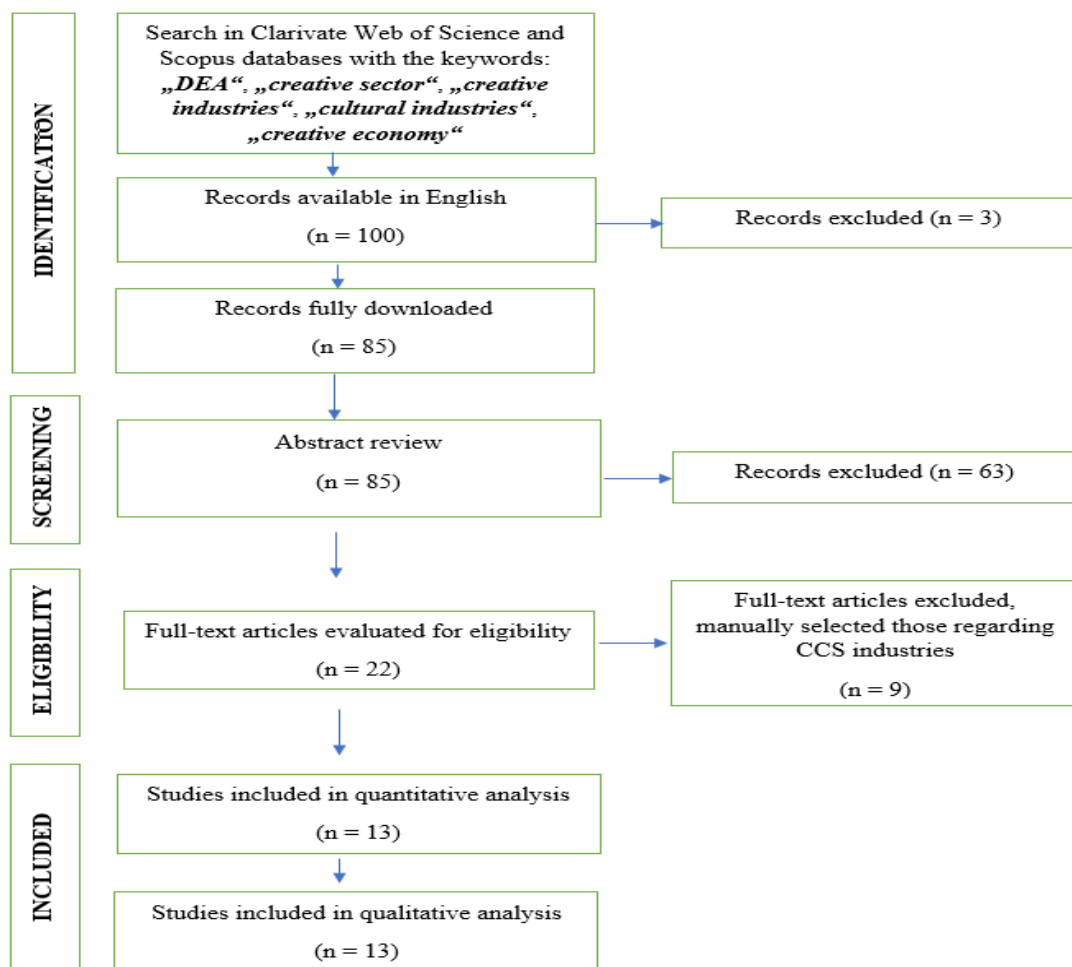 IDENTIFICATION
Search in Clarivate Web of Science and
Scopus databases with the keywords:
„DEA“, „creative sector“, „creative
industries“, „cultural industries“,
„creative economy“
Records available in English
(n = 100)
Records excluded (n = 3)
Records fully downloaded
(n = 85)
SCREENING
Abstract review
(n = 85)
Records excluded (n = 63)
ELIGIBILITY
Full-text articles evaluated for eligibility
(n = 22)
Full-text articles excluded,
manually selected those regarding
CCS industries
(n = 9)
INCLUDED
Studies included in quantitative analysis
(n = 13)
Studies included in qualitative analysis
(n = 13)